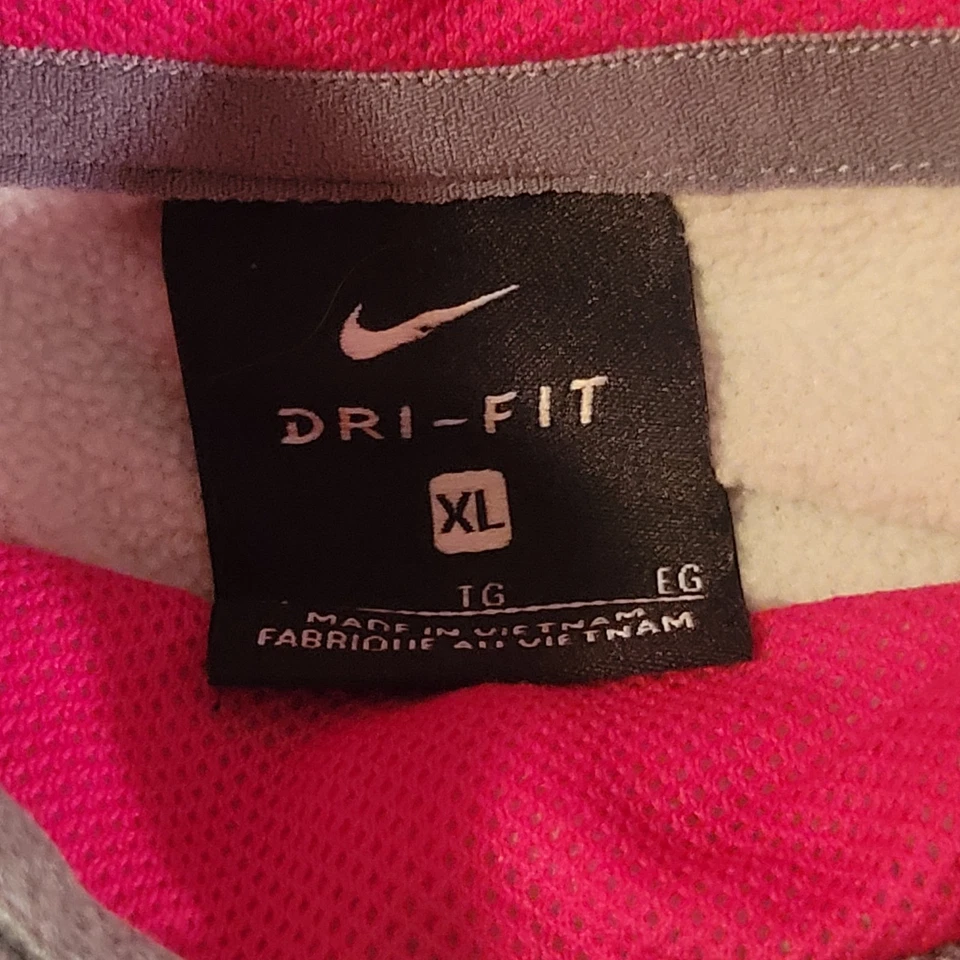 DRI-FIT
XL
TG EG
MADE IN VIETNAM
FABRIQUE AU VIETNAM